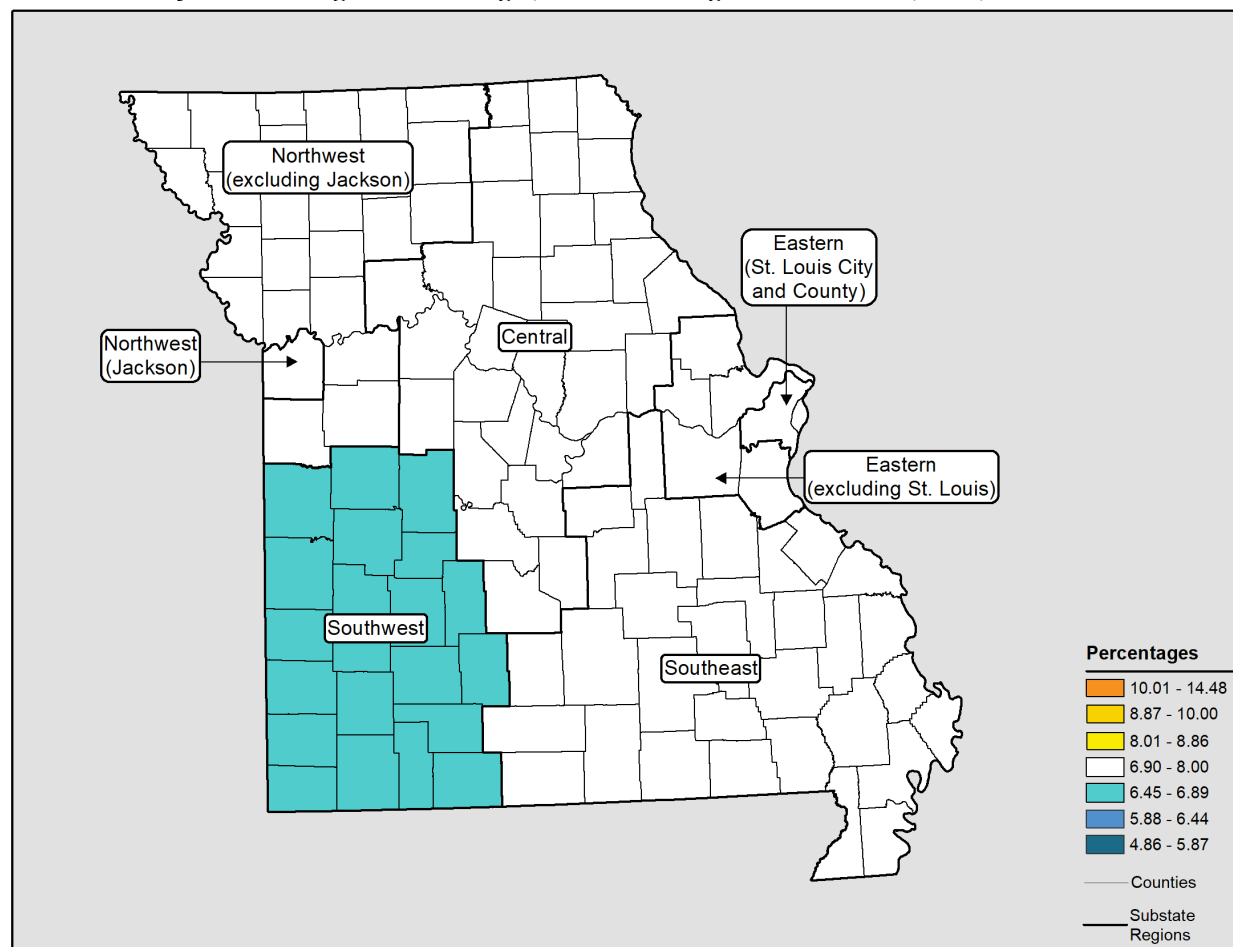 Northwest
(excluding Jackson)
Eastern
(St. Louis City
and County)
Central
Northwest
(Jackson)
Eastern
(excluding St. Louis)
Southwest
Southeast
Percentages
10.01 - 14.48
8.87 - 10.00
8.01 - 8.86
6.90 - 8.00
6.45 - 6.89
5.88 - 6.44
4.86 - 5.87
Counties
Substate
Regions